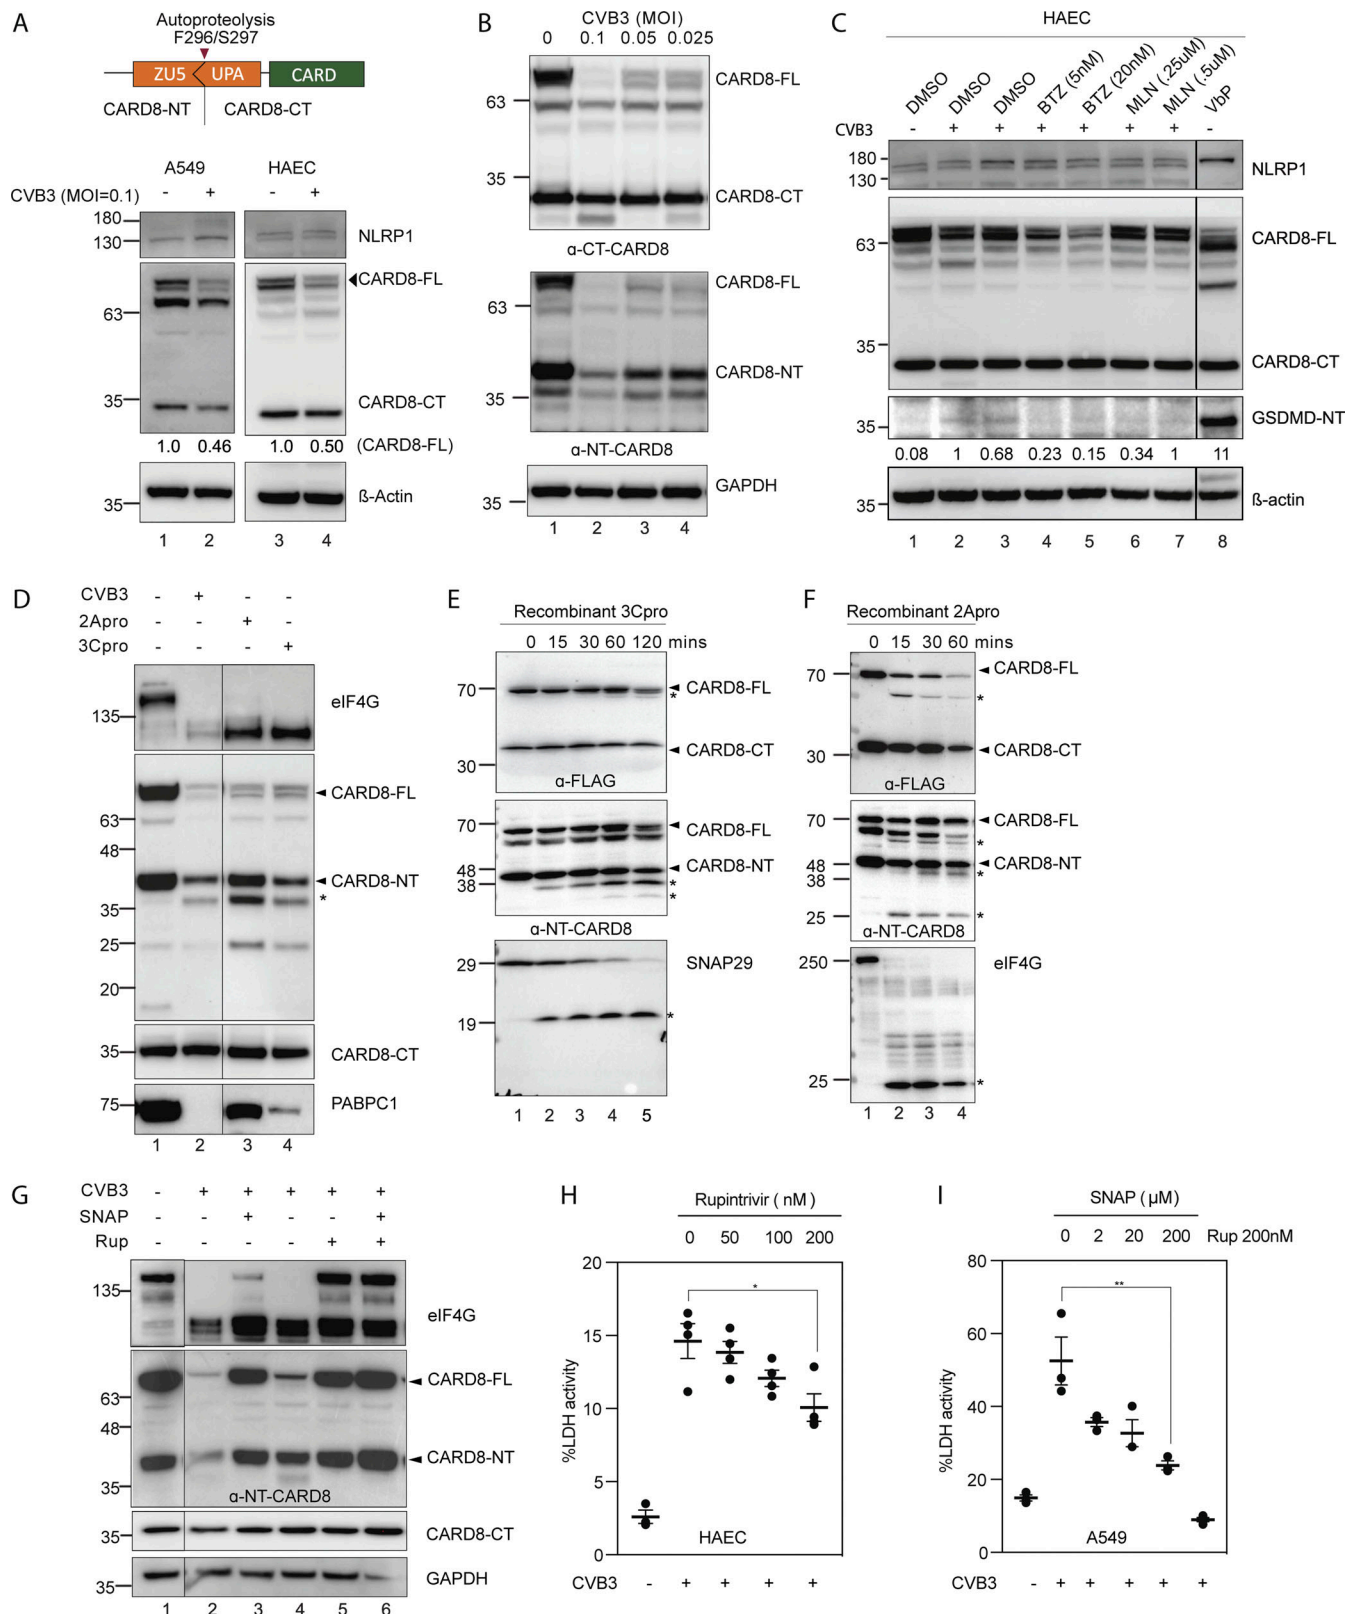 A
Autoproteolysis
F296/S297
ZU5
UPA
CARD
CARD8-NT
CARD8-CT
A549
HAEC
CVB3 (MOI=0.1)
- + - +
180
130
NLRP1
CARD8-FL
63
35
CARD8-CT
1.0 0.46 1.0 0.50 (CARD8-FL)
35
ß-Actin
1 2 3 4
B
CVB3 (MOI)
0 0.1 0.05 0.025
CARD8-FL
63
35
CARD8-CT
α-CT-CARD8
CARD8-FL
63
CARD8-NT
35
α-NT-CARD8
GAPDH
35
1 2 3 4
C
HAEC
DMSO DMSO DMSO BTZ (5nM) BTZ (20nM) MLN (.25uM) MLN (.5uM) VbP
CVB3 - + + + + + + -
180
130
NLRP1
CARD8-FL
63
35
CARD8-CT
GSDMD-NT
0.08 1 0.68 0.23 0.15 0.34 1 11
35
ß-actin
1 2 3 4 5 6 7 8
D
CVB3 - + - -
2Apro - - + -
3Cpro - - - +
eIF4G
135
CARD8-FL
63
48
CARD8-NT
*
35
25
20
35
CARD8-CT
75
PABPC1
1 2 3 4
E
Recombinant 3Cpro
0 15 30 60 120 mins
70
CARD8-FL
*
CARD8-CT
30
α-FLAG
70
CARD8-FL
48
CARD8-NT
38
*
*
α-NT-CARD8
29
SNAP29
19
*
1 2 3 4 5
F
Recombinant 2Apro
0 15 30 60
70
CARD8-FL
*
CARD8-CT
30
α-FLAG
70
CARD8-FL
*
48
CARD8-NT
38
*
25
*
α-NT-CARD8
250
eIF4G
25
*
1 2 3 4
G
CVB3 - + + + + +
SNAP - - + - - +
Rup - - - - + +
135
eIF4G
CARD8-FL
63
48
CARD8-NT
35
α-NT-CARD8
35
CARD8-CT
35
GAPDH
1 2 3 4 5 6
H
Rupintrivir ( nM)
0 50 100 200
20
15
10
5
0
%LDH activity
*
HAEC
CVB3 - + + + +
I
SNAP ( µM)
0 2 20 200 Rup 200nM
80
60
40
20
0
%LDH activity
**
A549
CVB3 - + + + + +